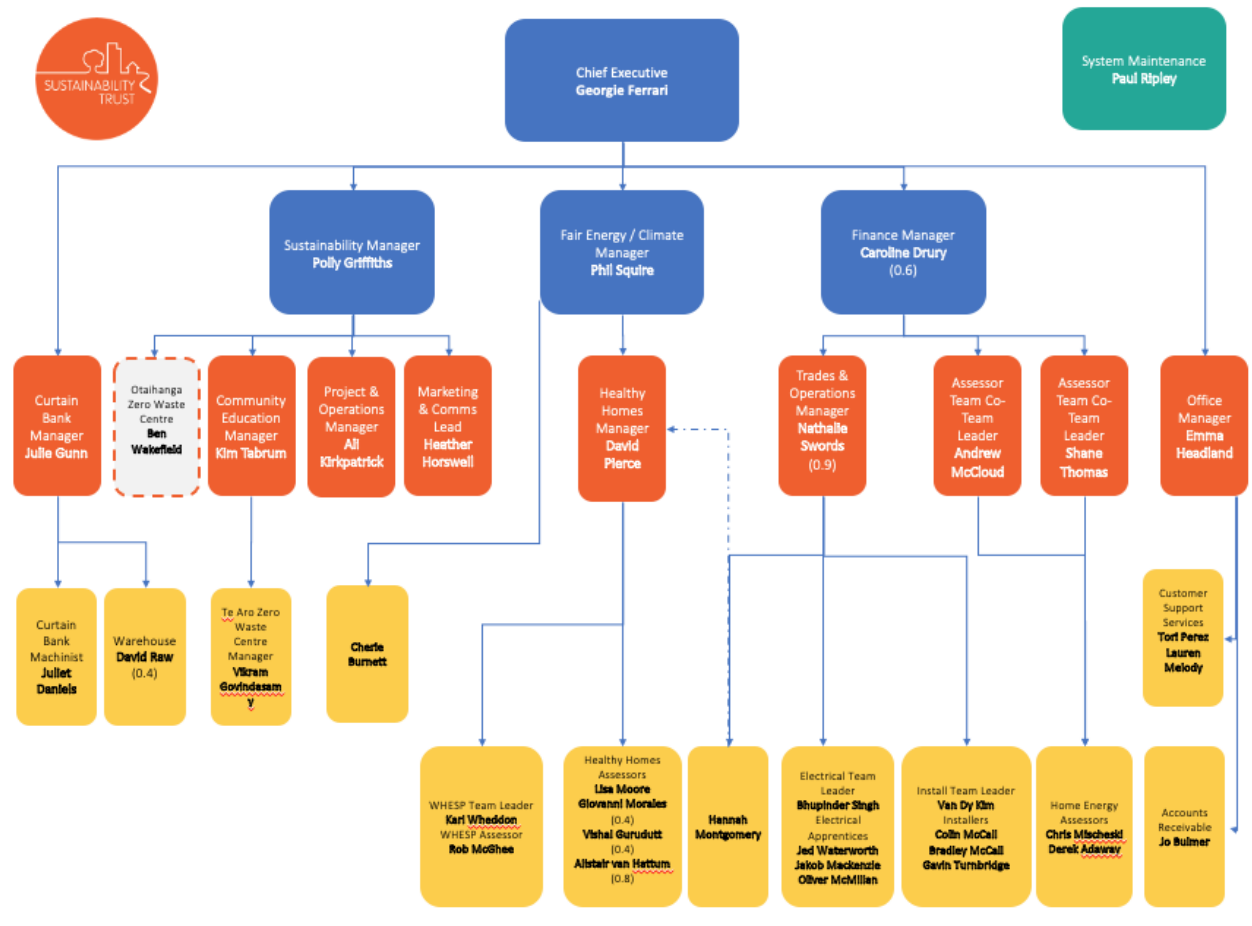 SUSTAINABILITY
TRUST
Chief Executive
Georgie Ferrari
System Maintenance
Paul Ripley
Sustainability Manager
Polly Griffiths
Fair Energy / Climate
Manager
Phil Squire
Finance Manager
Caroline Drury
(0.6)
Curtain
Bank
Manager
Julie Gunn
Otaihanga
Zero Waste
Centre
Ben
Wakefield
Community
Education
Manager
Kim Tabrum
Project &
Operations
Manager
Ali
Kirkpatrick
Marketing
& Comms
Lead
Heather
Horswell
Healthy
Homes
Manager
David
Pierce
Trades &
Operations
Manager
Nathalie
Swords
(0.9)
Assessor
Team Co-
Team
Leader
Andrew
McCloud
Assessor
Team Co-
Team
Leader
Shane
Thomas
Office
Manager
Emma
Headland
Curtain
Bank
Machinist
Juliet
Daniels
Warehouse
David Raw
(0.4)
Te Aro Zero
Waste
Centre
Manager
Vikram
Govindasam
y
Cherie
Burnett
Customer
Support
Services
Tori Perez
Lauren
Melody
WHESP Team Leader
Karl Wheddon
WHESP Assessor
Rob McGhee
Healthy Homes
Assessors
Lisa Moore
Giovanni Morales
(0.4)
Vishal Gurudutt
(0.4)
Alistair van Hattum
(0.8)
Hannah
Montgomery
Electrical Team
Leader
Bhupinder Singh
Electrical
Apprentices
Jed Waterworth
Jakob Mackenzie
Oliver McMillan
Install Team Leader
Van Dy Kim
Installers
Colin McCall
Bradley McCall
Gavin Turnbridge
Home Energy
Assessors
Chris Mischeski
Derek Adaway
Accounts
Receivable
Jo Bulmer